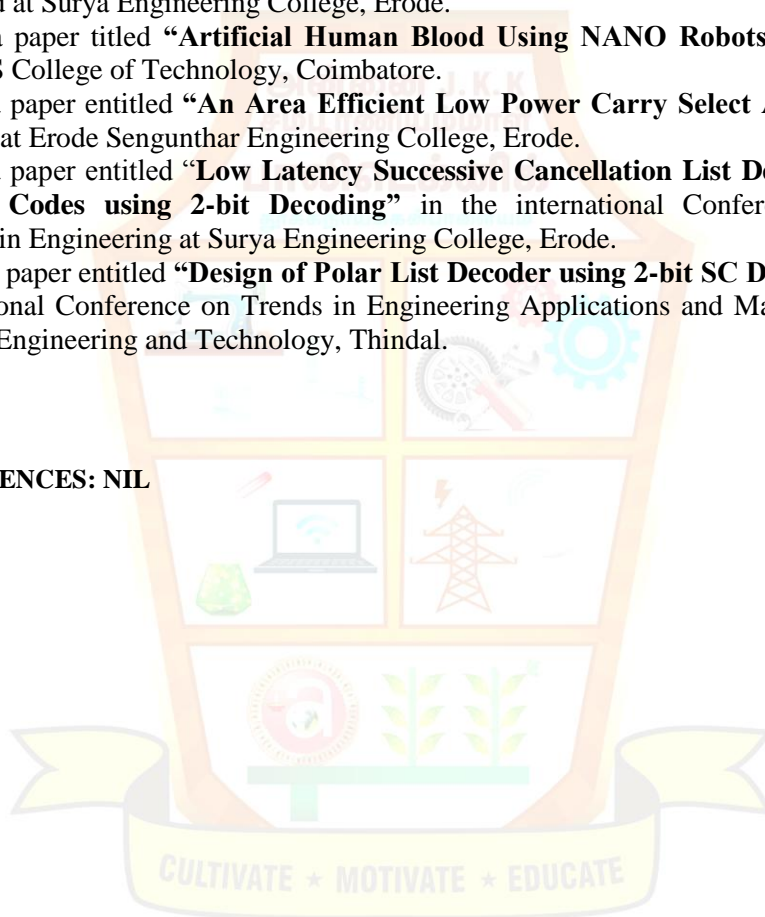 at Surya Engineering College, Erode.
a paper titled “Artificial Human Blood Using NANO Robots
S College of Technology, Coimbatore.
paper entitled “An Area Efficient Low Power Carry Select A
at Erode Sengunthar Engineering College, Erode.
paper entitled “Low Latency Successive Cancellation List De
Codes using 2-bit Decoding” in the international Confer
in Engineering at Surya Engineering College, Erode.
paper entitled “Design of Polar List Decoder using 2-bit SC D
onal Conference on Trends in Engineering Applications and Ma
Engineering and Technology, Thindal.
ENCES: NIL
J.K.K
CULTIVATE ★ MOTIVATE ★ EDUCATE